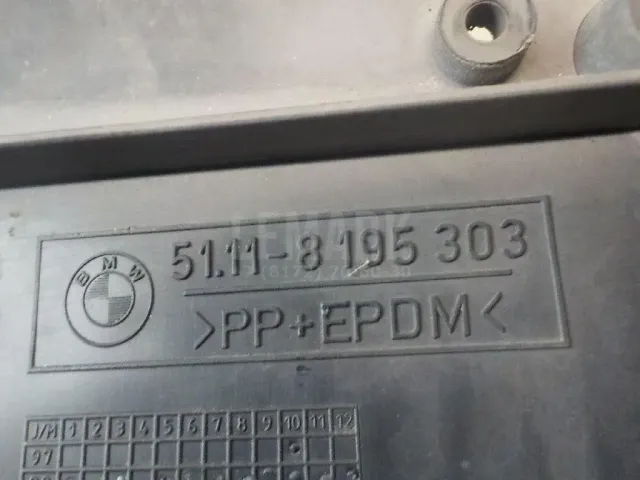 BMW
51.11-8 195 303
>PP+EPDM<
J/M 1 2 3 4 5 6 7 8 9 10 11 12
97